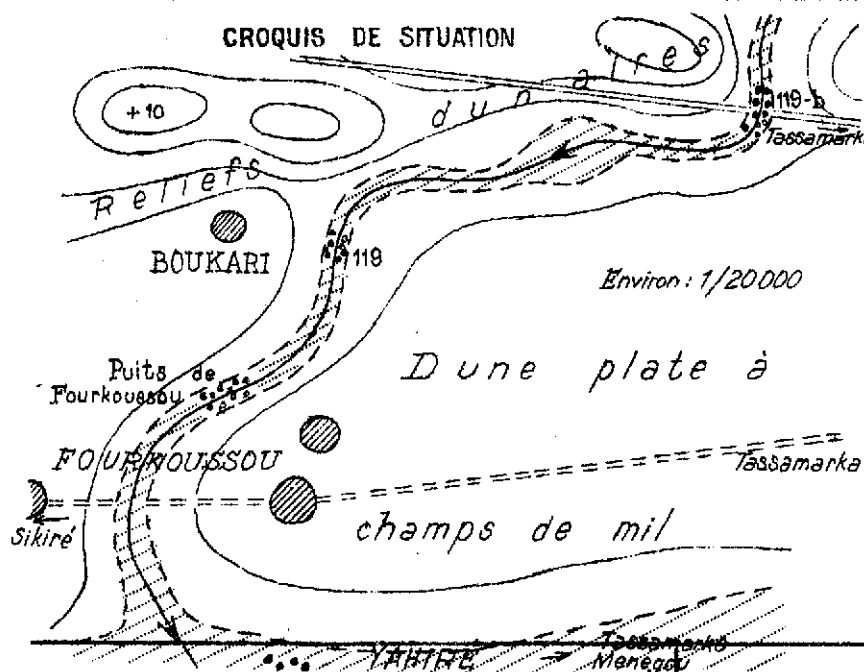 CROQUIS DE SITUATION
+10
Reliefs dunaires
119-b
Tassamarka
BOUKARI
119
Environ: 1/20000
Puits de
Fourkoussou
Dune plate à
FOURKOUSSOU
Tassamarka
Sikiré
champs de mil
Tassamarka
Menegou